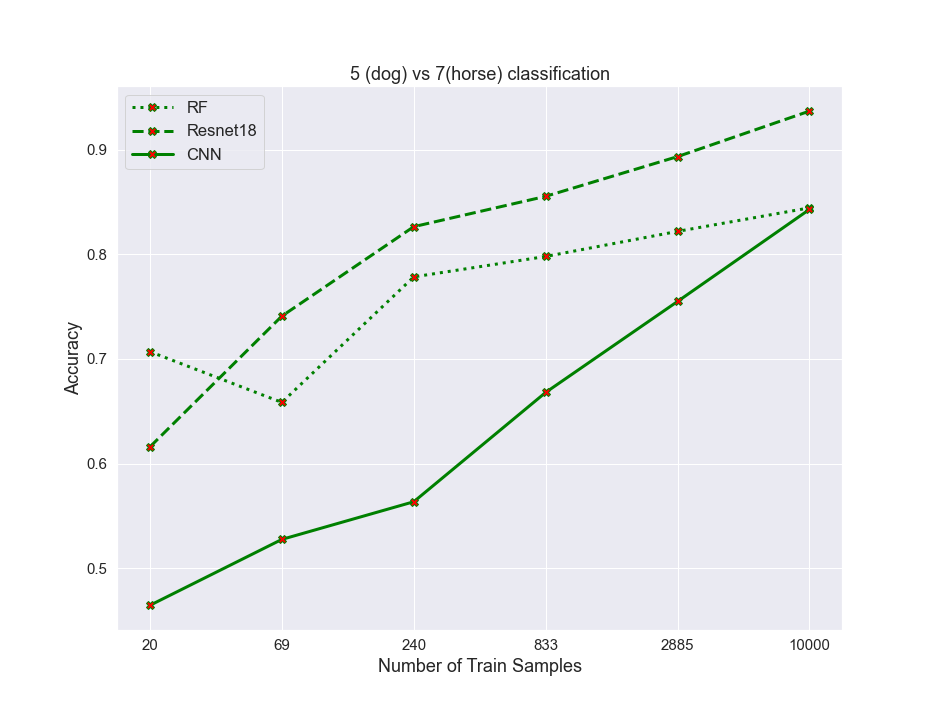 5 (dog) vs 7(horse) classification
RF
Resnet18
CNN
0.9
0.8
0.7
0.6
0.5
Accuracy
20 69 240 833 2885 10000
Number of Train Samples